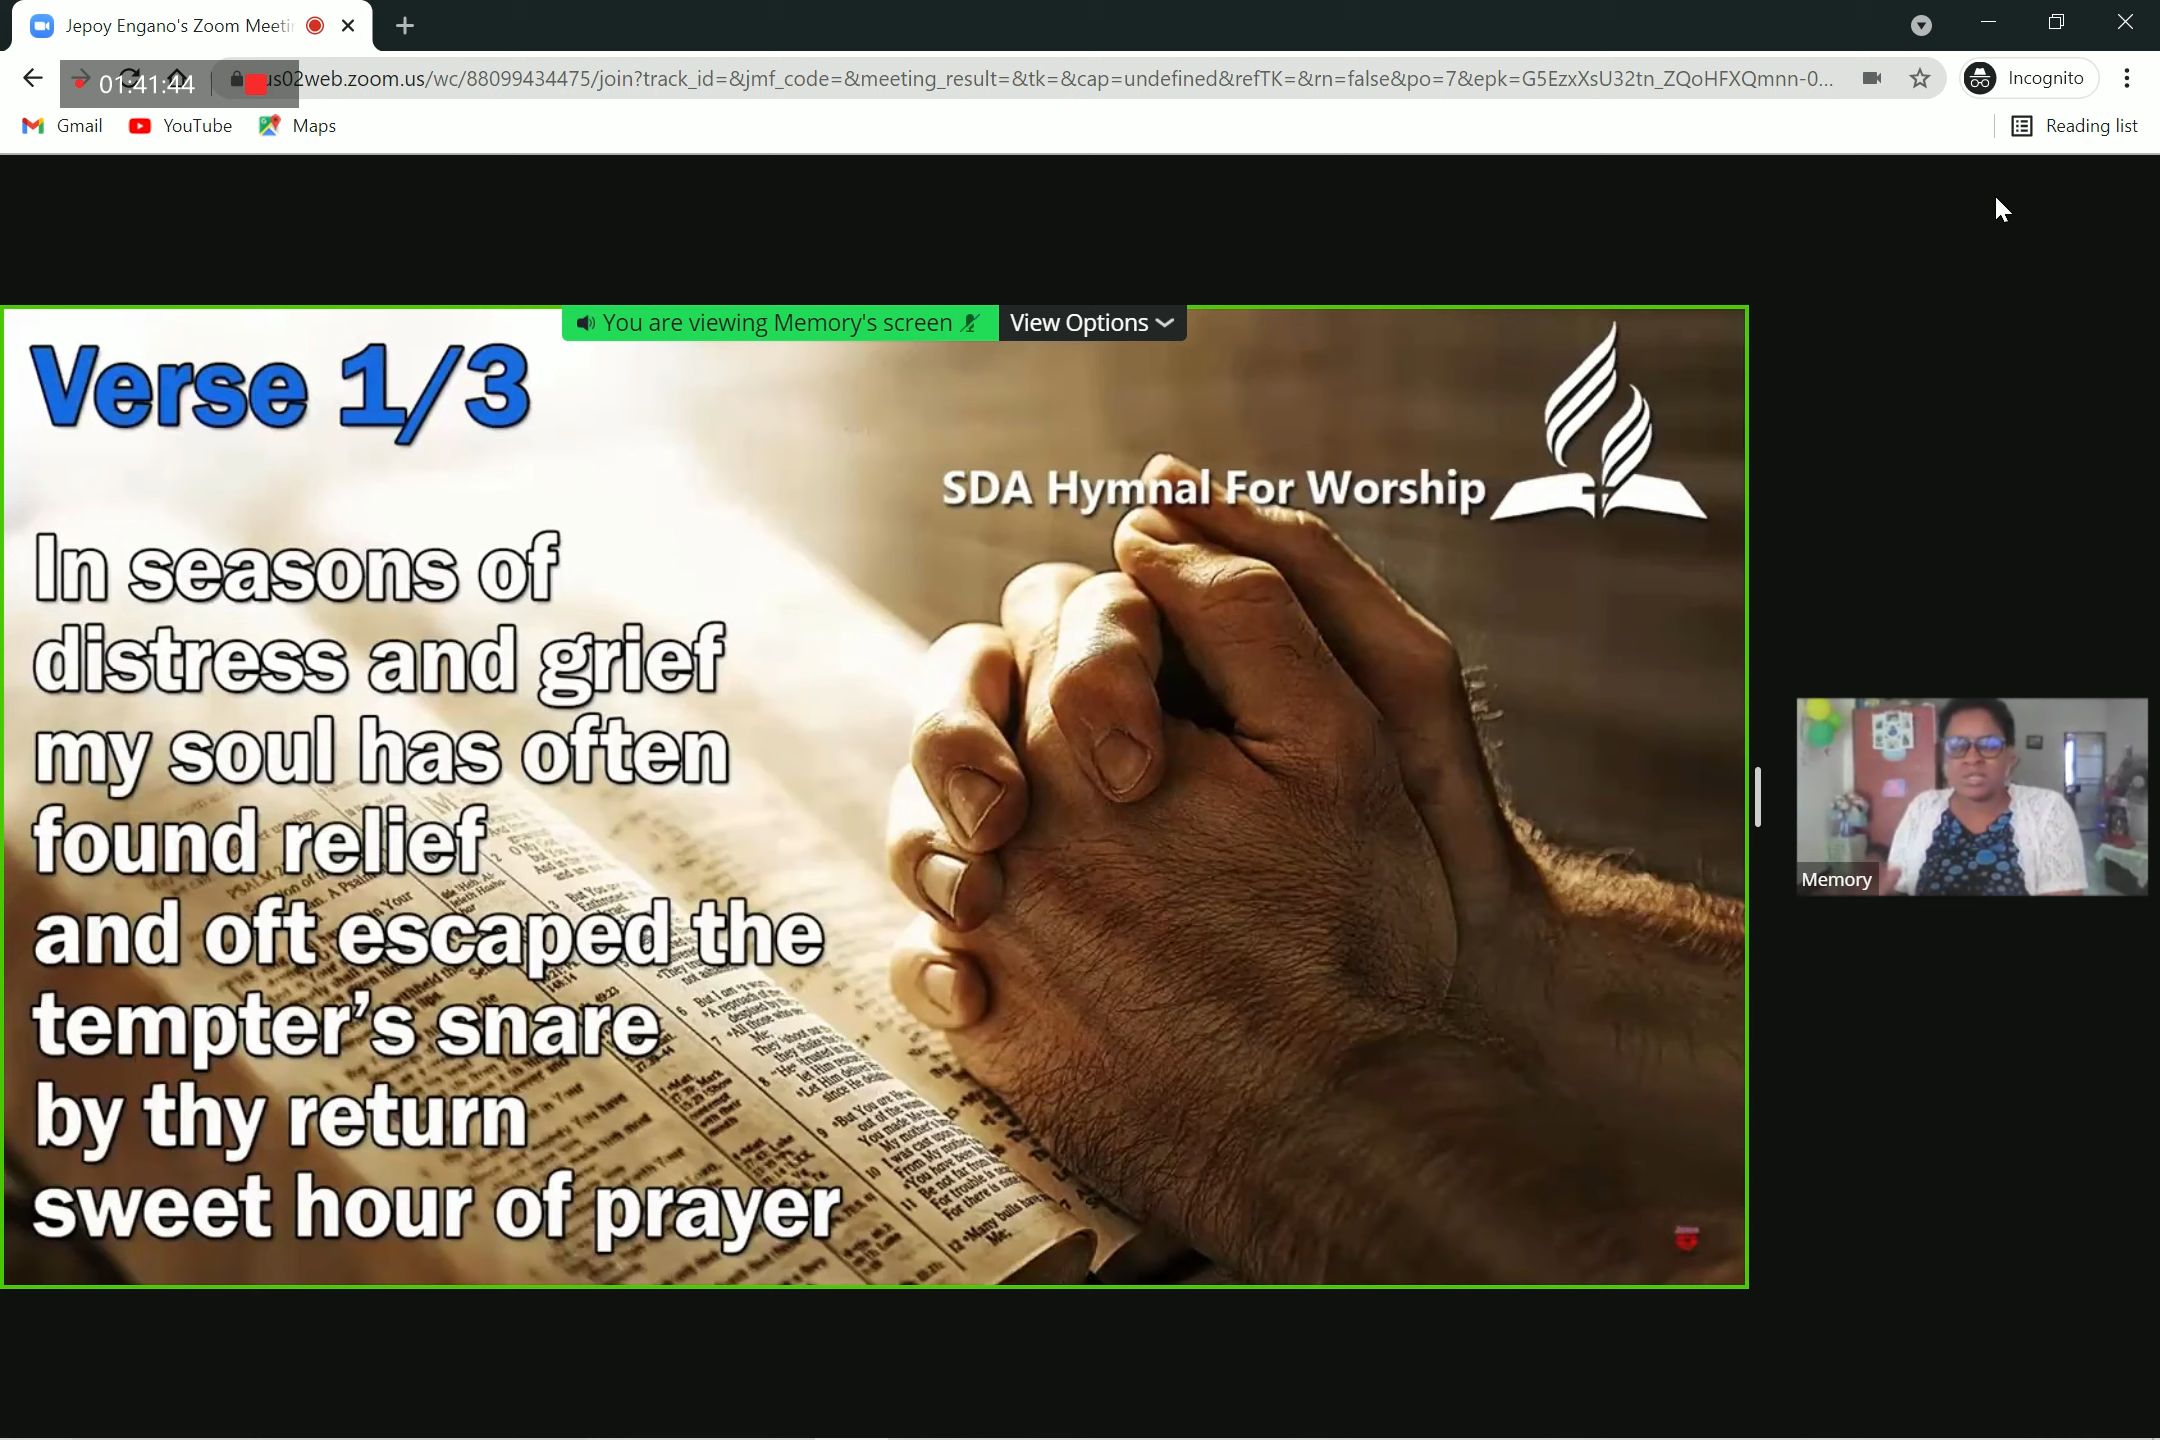 Jepoy Engano's Zoom Meeti
01:41:44
us02web.zoom.us/wc/88099434475/join?track_id=&jmf_code=&meeting_result=&tk=&cap=undefined&refTK=&rn=false&po=7&epk=G5EzxXsU32tn_ZQoHFXQmnn-0...
Incognito
Gmail
YouTube
Maps
Reading list
You are viewing Memory's screen
View Options
Verse 1/3
SDA Hymnal For Worship
In seasons of
distress and grief
my soul has often
found relief
and oft escaped the
tempter's snare
by thy return
sweet hour of prayer
Memory